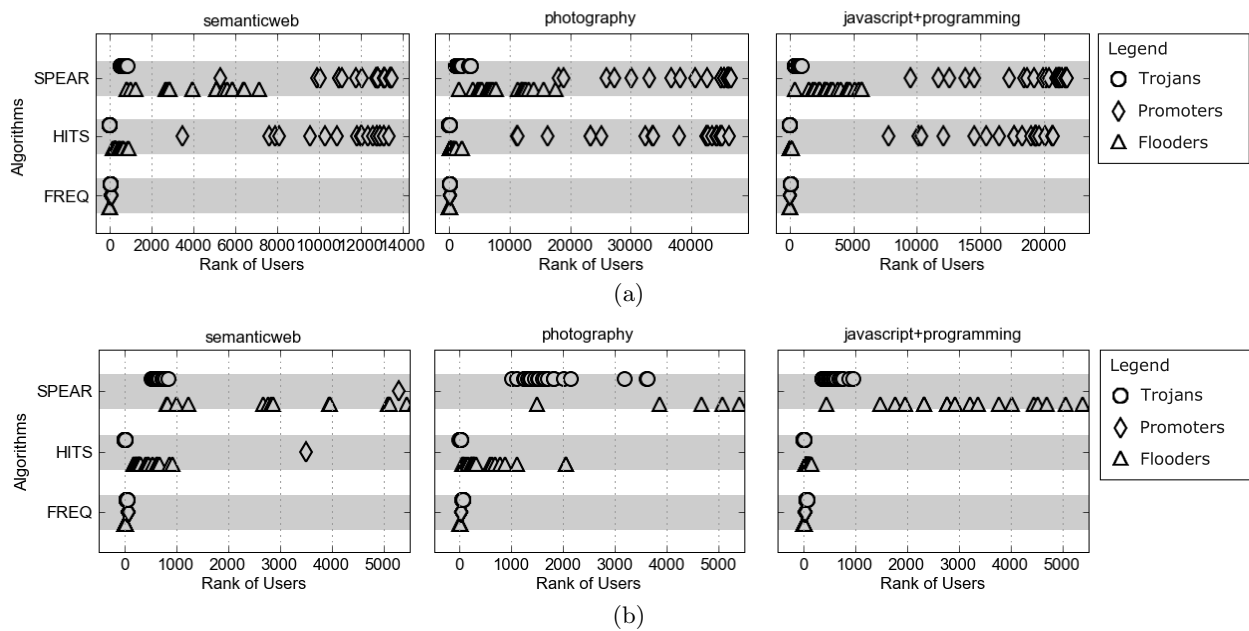 semanticweb photography javascript+programming
Legend
Trojans
Promoters
Flooders
Algorithms
SPEAR
HITS
FREQ
0 2000 4000 6000 8000 10000 12000 14000
0 10000 20000 30000 40000
0 5000 10000 15000 20000
Rank of Users Rank of Users Rank of Users
(a)
semanticweb photography javascript+programming
Legend
Trojans
Promoters
Flooders
Algorithms
SPEAR
HITS
FREQ
0 1000 2000 3000 4000 5000
0 1000 2000 3000 4000 5000
0 1000 2000 3000 4000 5000
Rank of Users Rank of Users Rank of Users
(b)